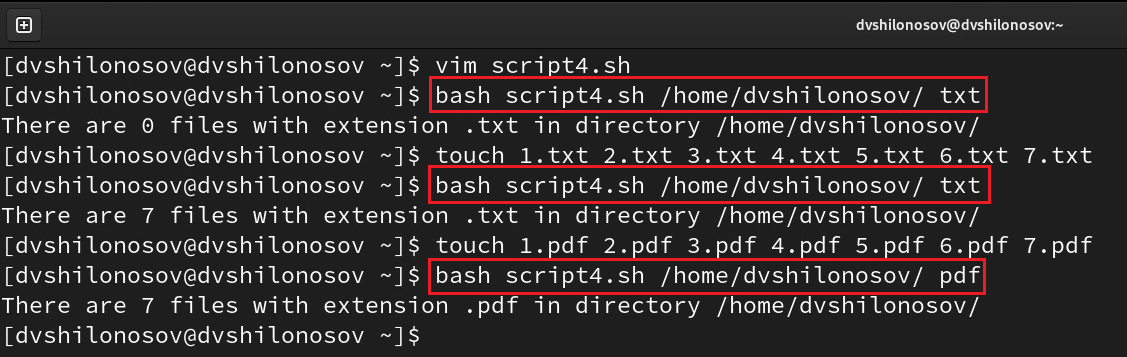 dvshilonosov@dvshilonosov:~
[dvshilonosov@dvshilonosov ~]$ vim script4.sh
[dvshilonosov@dvshilonosov ~]$ bash script4.sh /home/dvshilonosov/ txt
There are 0 files with extension .txt in directory /home/dvshilonosov/
[dvshilonosov@dvshilonosov ~]$ touch 1.txt 2.txt 3.txt 4.txt 5.txt 6.txt 7.txt
[dvshilonosov@dvshilonosov ~]$ bash script4.sh /home/dvshilonosov/ txt
There are 7 files with extension .txt in directory /home/dvshilonosov/
[dvshilonosov@dvshilonosov ~]$ touch 1.pdf 2.pdf 3.pdf 4.pdf 5.pdf 6.pdf 7.pdf
[dvshilonosov@dvshilonosov ~]$ bash script4.sh /home/dvshilonosov/ pdf
There are 7 files with extension .pdf in directory /home/dvshilonosov/
[dvshilonosov@dvshilonosov ~]$